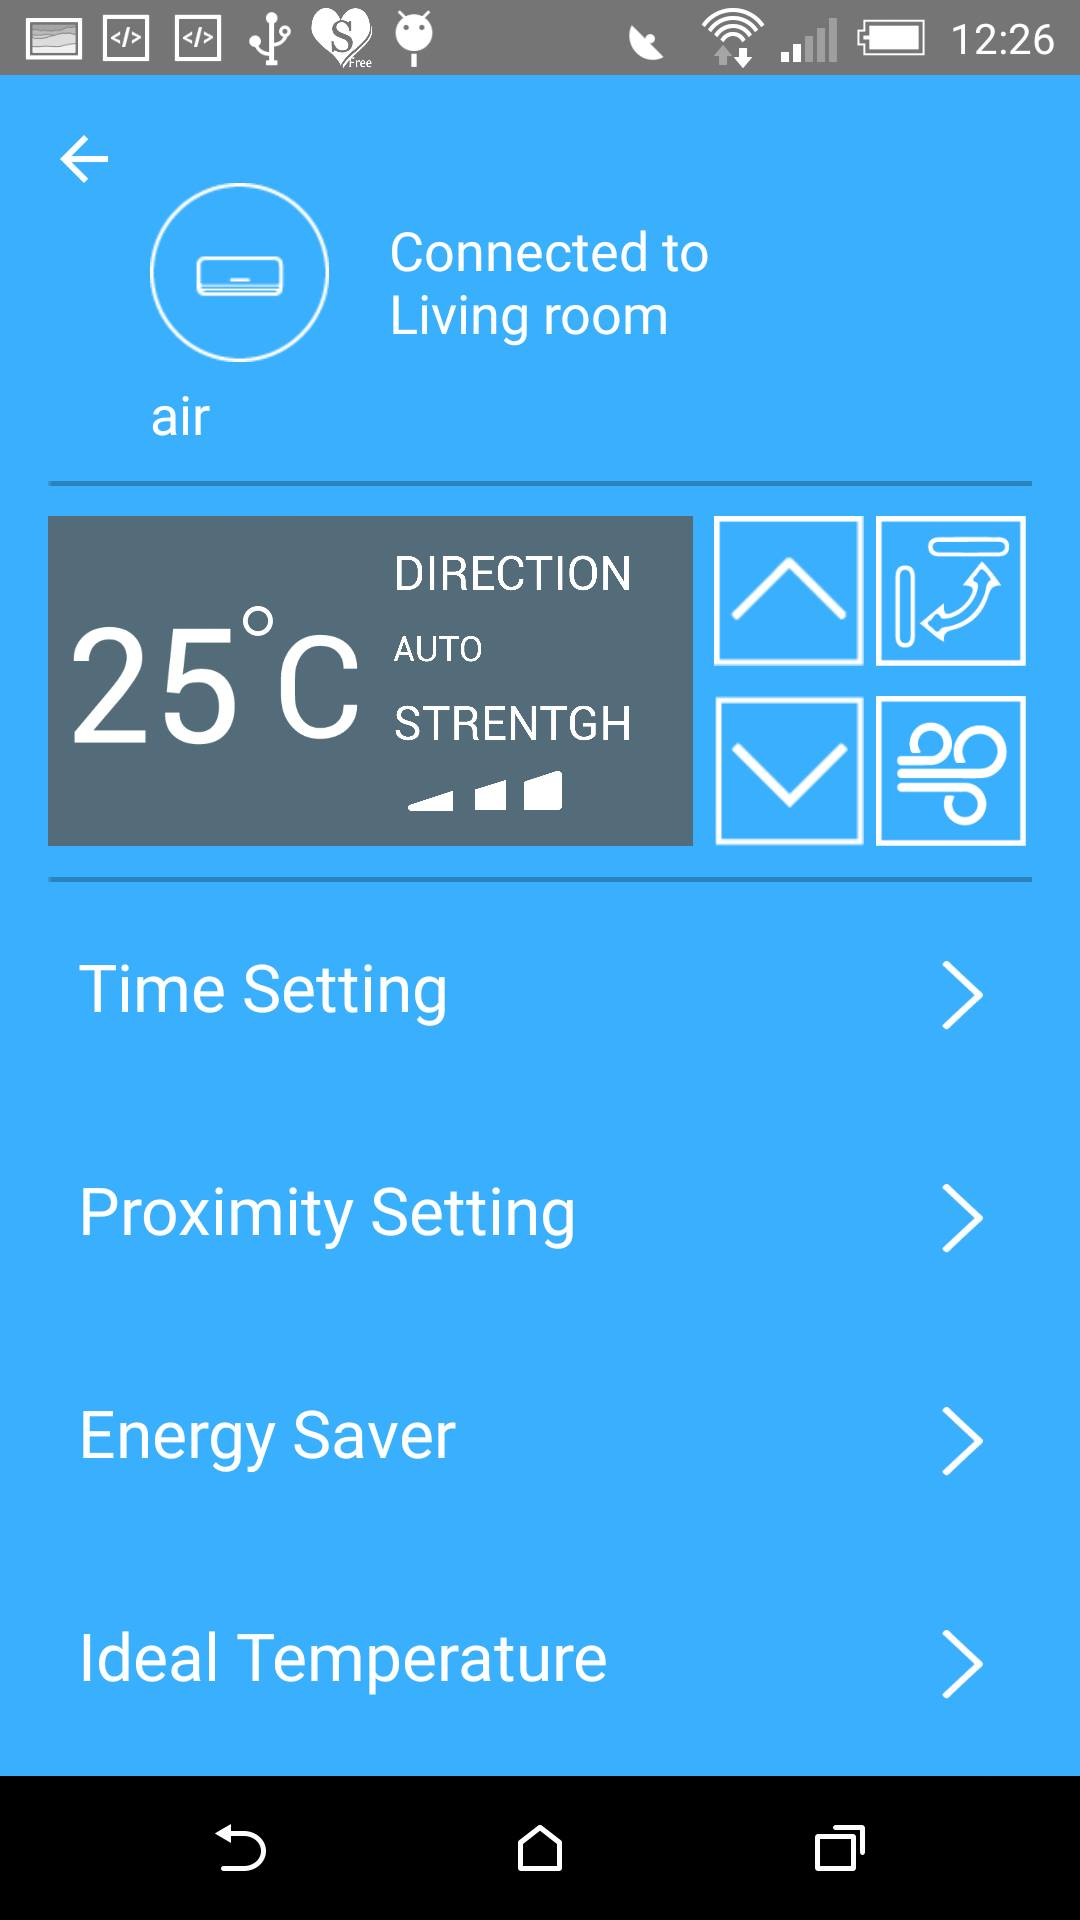 </> </> S Free 12:26
Connected to
Living room
air
25°C
DIRECTION
AUTO
STRENTGH
Time Setting
Proximity Setting
Energy Saver
Ideal Temperature